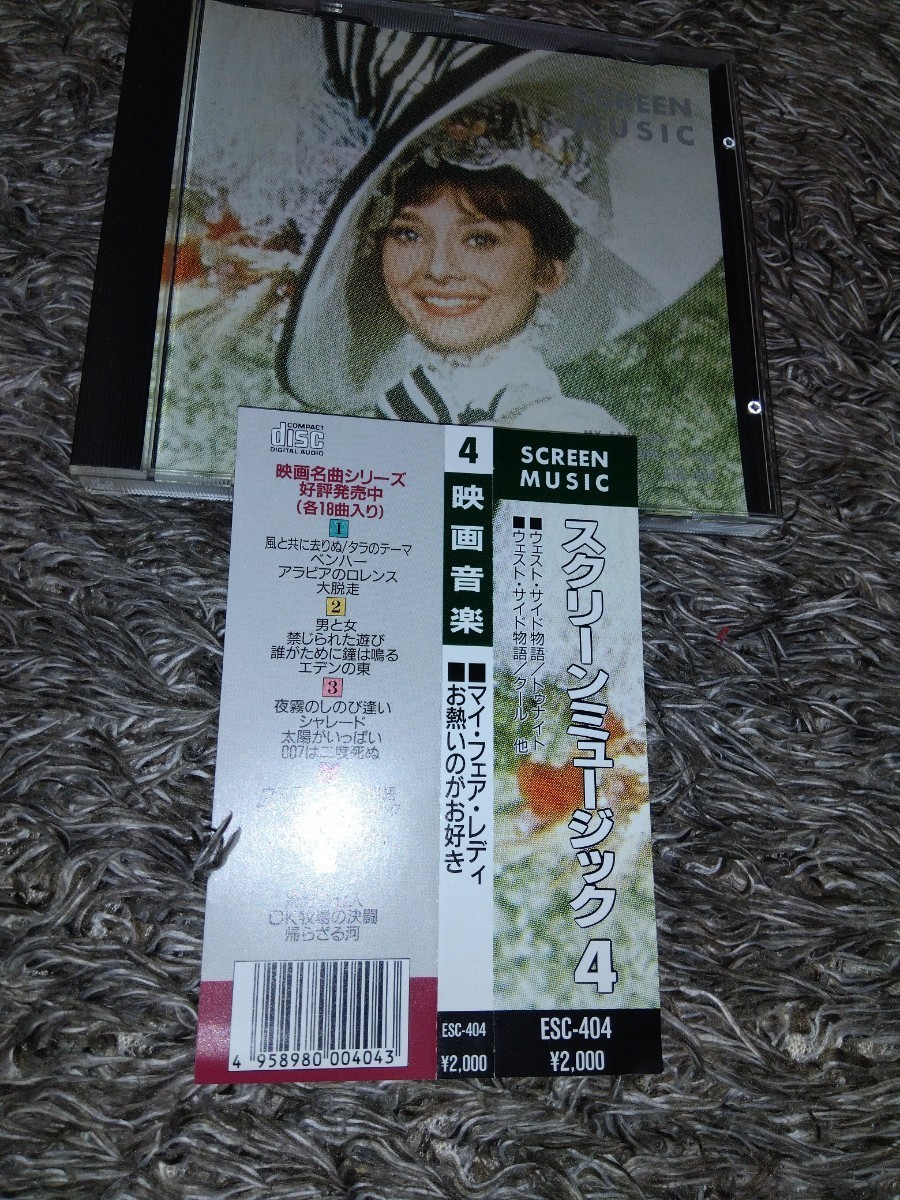 SCREEN
MUSIC
COMPACT
disc
DIGITAL AUDIO
映画名曲シリーズ
好評発売中
(各18曲入り)
1
風と共に去りぬ/タラのテーマ
ベンハー
アラビアのロレンス
大脱走
2
男と女
禁じられた遊び
誰がために鐘は鳴る
エデンの東
3
夜霧のしのび逢い
シャレード
太陽がいっぱい
007は二度死ぬ
OK牧場の決闘
帰らざる河
4 958980 004043
4
映画音楽
■マイ・フェア・レディ
■お熱いのがお好き
ESC-404
¥2,000
SCREEN
MUSIC
スクリーンミュージック 4
■ウェスト・サイド物語/トゥナイト
■ウェスト・サイド物語/クール 他
ESC-404
¥2,000